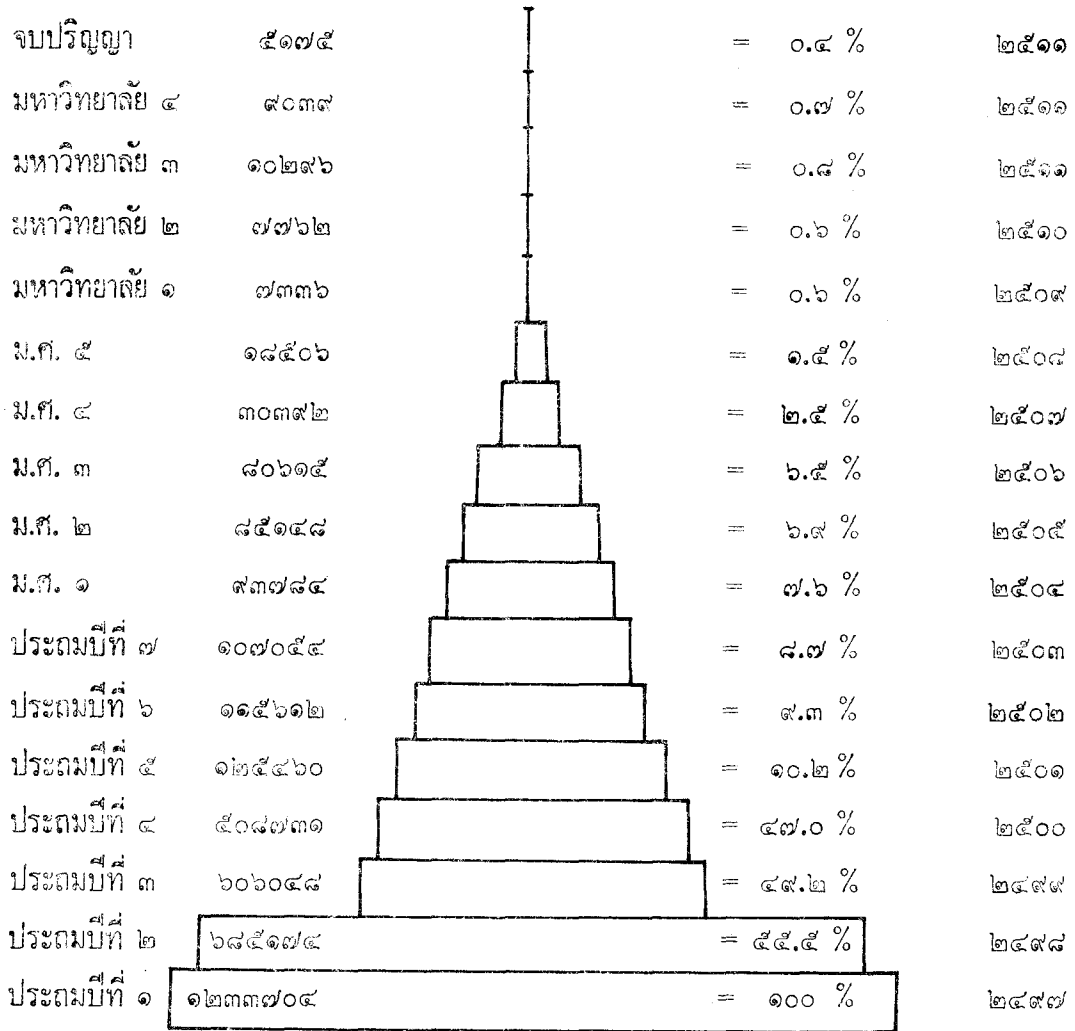 จบปริญญา ๕๑๗๕ = ๐.๔ % ๒๕๑๑
มหาวิทยาลัย ๔ ๙๐๓๙ = ๐.๗ % ๒๕๑๑
มหาวิทยาลัย ๓ ๑๐๒๙๖ = ๐.๘ % ๒๕๑๑
มหาวิทยาลัย ๒ ๗๗๖๒ = ๐.๖ % ๒๕๑๐
มหาวิทยาลัย ๑ ๗๓๓๖ = ๐.๖ % ๒๕๐๙
ม.ศ. ๕ ๑๘๕๐๖ = ๑.๕ % ๒๕๐๘
ม.ศ. ๔ ๓๐๓๙๒ = ๒.๕ % ๒๕๐๗
ม.ศ. ๓ ๘๐๖๑๕ = ๖.๕ % ๒๕๐๖
ม.ศ. ๒ ๘๕๑๔๘ = ๖.๙ % ๒๕๐๕
ม.ศ. ๑ ๙๓๗๘๔ = ๗.๖ % ๒๕๐๔
ประถมปีที่ ๗ ๑๐๗๐๕๔ = ๘.๗ % ๒๕๐๓
ประถมปีที่ ๖ ๑๑๕๖๑๒ = ๙.๓ % ๒๕๐๒
ประถมปีที่ ๕ ๑๒๕๔๖๐ = ๑๐.๒ % ๒๕๐๑
ประถมปีที่ ๔ ๕๐๘๗๓๑ = ๔๗.๐ % ๒๕๐๐
ประถมปีที่ ๓ ๖๐๖๐๔๘ = ๔๙.๒ % ๒๔๙๙
ประถมปีที่ ๒ ๖๘๕๑๗๔ = ๕๕.๕ % ๒๔๙๘
ประถมปีที่ ๑ ๑๒๓๓๗๐๔ = ๑๐๐ % ๒๔๙๗